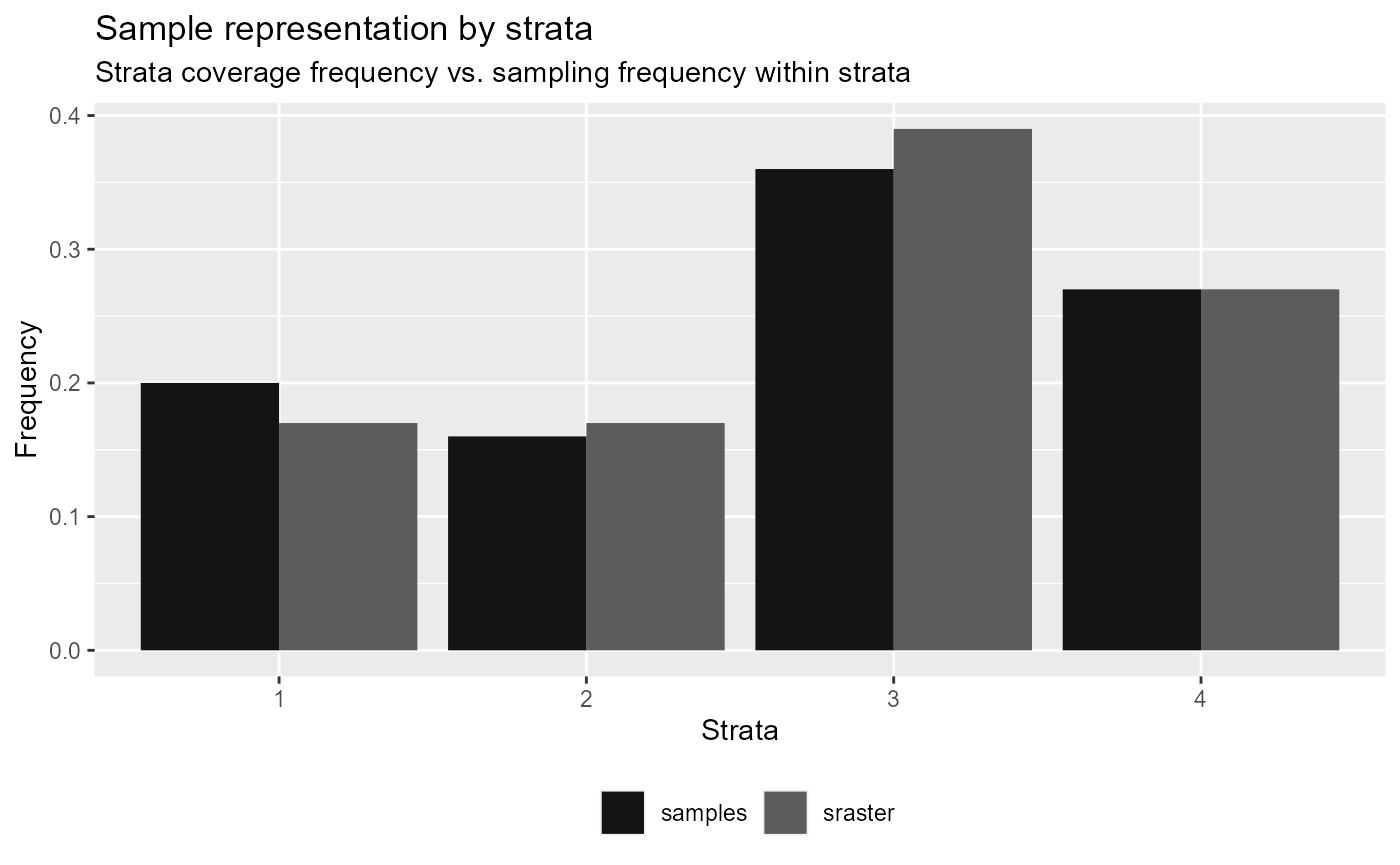 Sample representation by strata
Strata coverage frequency vs. sampling frequency within strata
Frequency
0.4
0.3
0.2
0.1
0.0
1 2 3 4
Strata
samples sraster